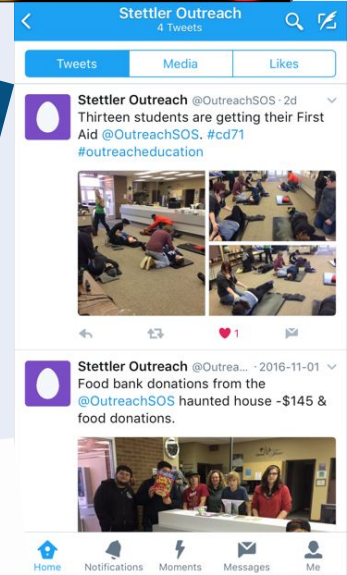 Stettler Outreach
4 Tweets
Tweets
Media
Likes
Stettler Outreach @OutreachSOS · 2d
Thirteen students are getting their First
Aid @OutreachSOS. #cd71
#outreacheducation
1
Stettler Outreach @Outrea... · 2016-11-01
Food bank donations from the
@OutreachSOS haunted house -$145 &
food donations.
Home
Notifications
Moments
Messages
Me